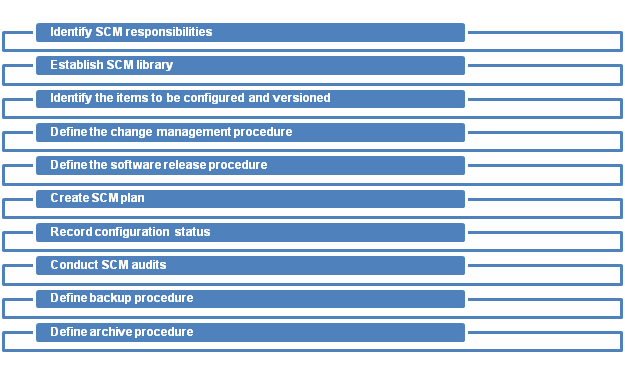 Identify SCM responsibilities
Establish SCM library
Identify the items to be configured and versioned
Define the change management procedure
Define the software release procedure
Create SCM plan
Record configuration status
Conduct SCM audits
Define backup procedure
Define archive procedure